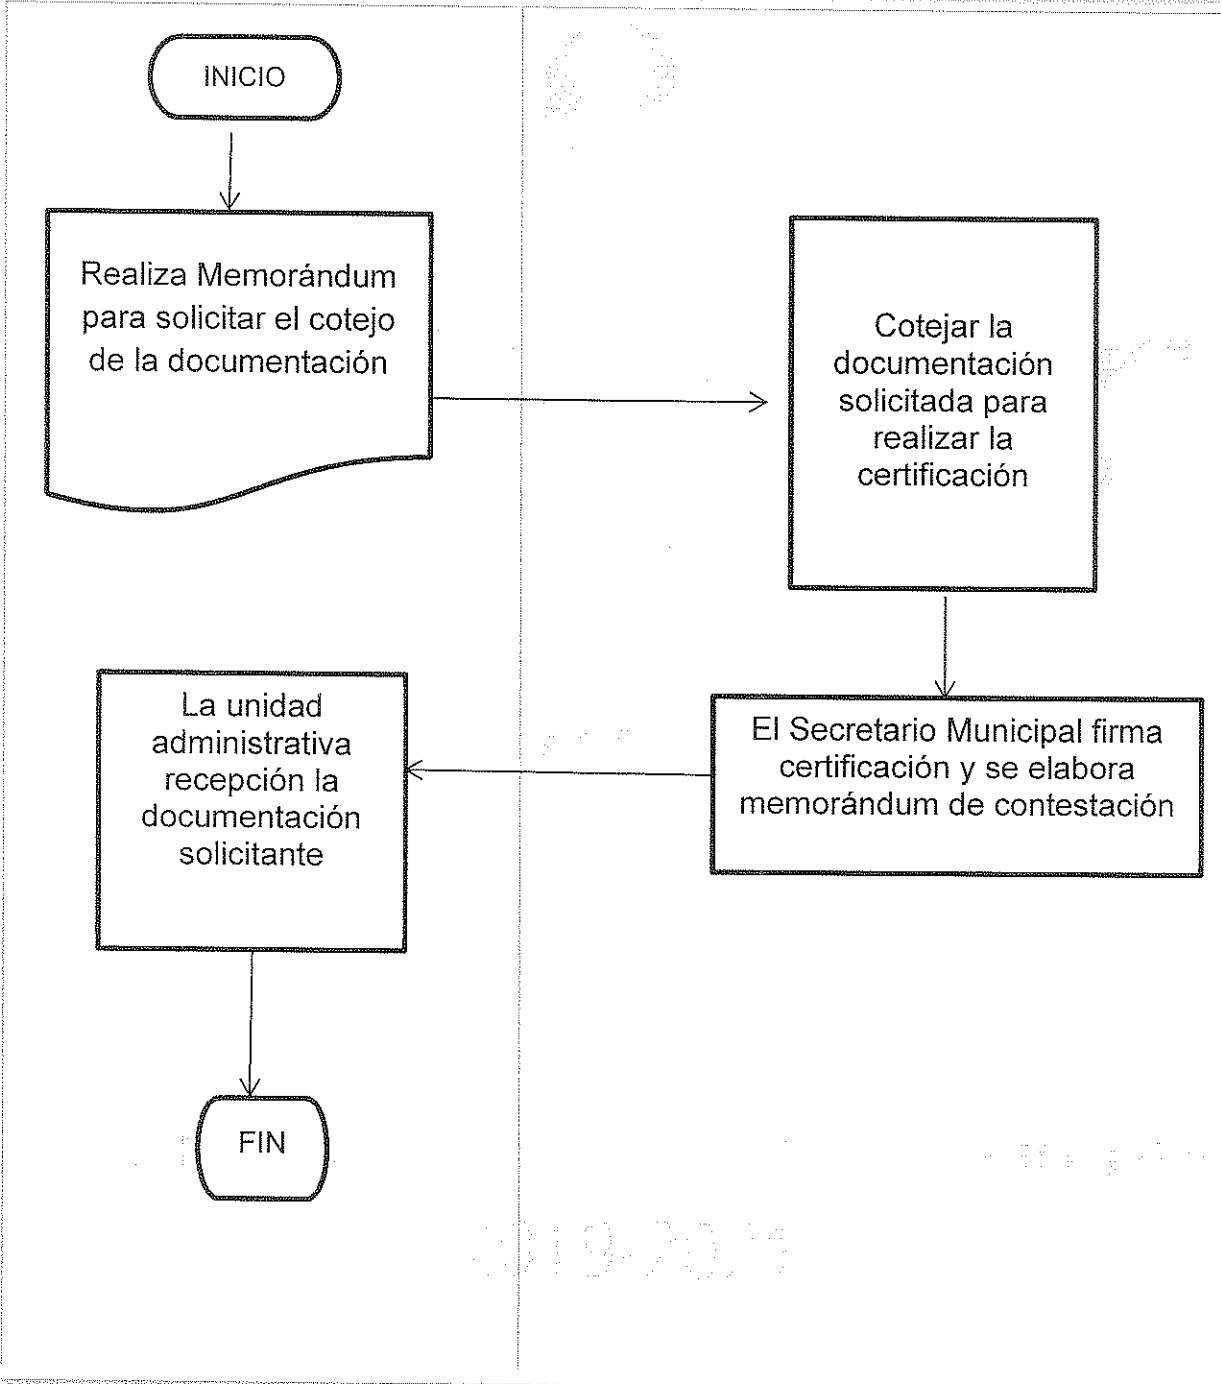 INICIO
Realiza Memorándum
para solicitar el cotejo
de la documentación
Cotejar la
documentación
solicitada para
realizar la
certificación
El Secretario Municipal firma
certificación y se elabora
memorándum de contestación
La unidad
administrativa
recepción la
documentación
solicitante
FIN